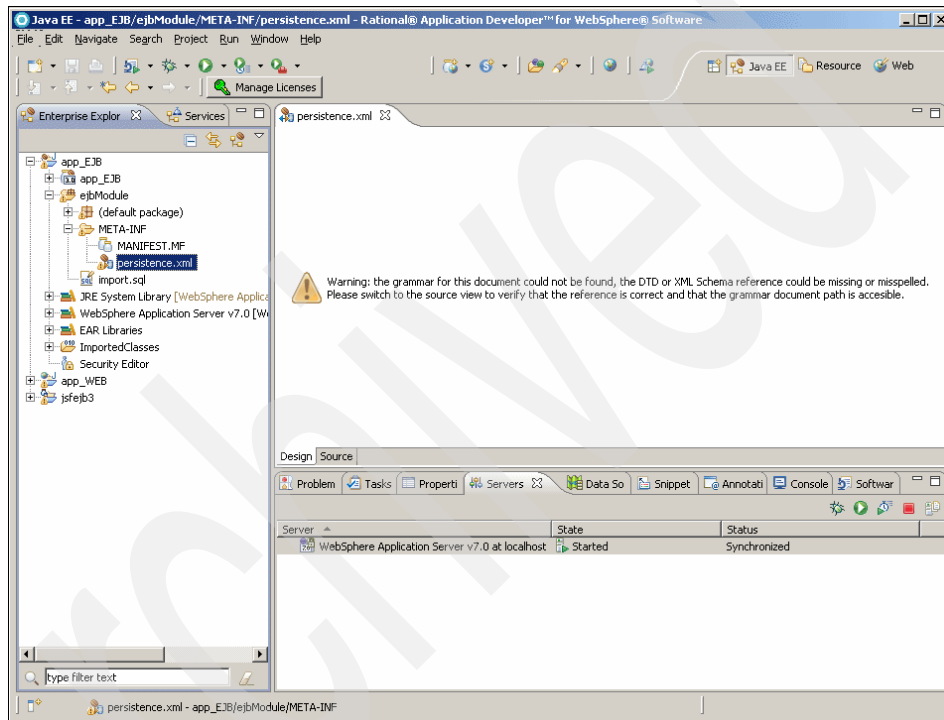 Java EE - app_EJB/ejbModule/META-INF/persistence.xml - Rational® Application Developer™ for WebSphere® Software
File Edit Navigate Search Project Run Window Help
Java EE Resource Web
Manage Licenses
Enterprise Explor Services
persistence.xml
app_EJB
app_EJB
ejbModule
(default package)
META-INF
MANIFEST.MF
persistence.xml
import.sql
JRE System Library [WebSphere Applica
WebSphere Application Server v7.0 [W
EAR Libraries
ImportedClasses
Security Editor
app_WEB
jsfejb3
Warning: the grammar for this document could not be found, the DTD or XML Schema reference could be missing or misspelled.
Please switch to the source view to verify that the reference is correct and that the grammar document path is accesible.
Design Source
Problem Tasks Properti Servers Data So Snippet Annotati Console Softwar
Server State Status
WebSphere Application Server v7.0 at localhost Started Synchronized
type filter text
persistence.xml - app_EJB/ejbModule/META-INF
Archived